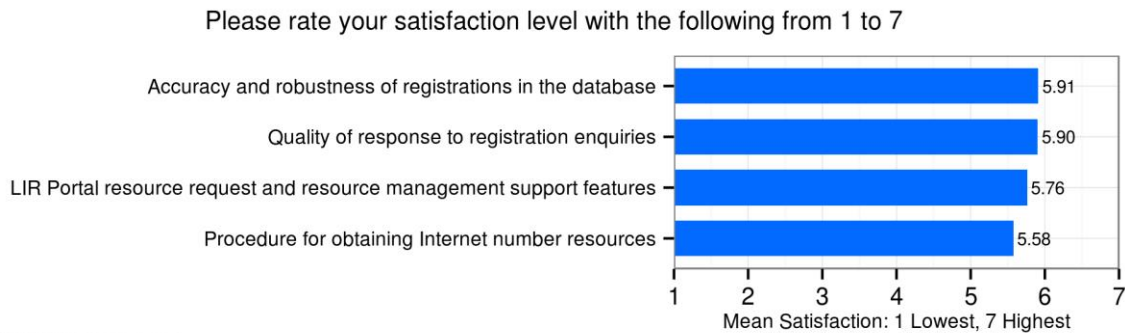 Please rate your satisfaction level with the following from 1 to 7
Accuracy and robustness of registrations in the database 5.91
Quality of response to registration enquiries 5.90
LIR Portal resource request and resource management support features 5.76
Procedure for obtaining Internet number resources 5.58
1 2 3 4 5 6 7
Mean Satisfaction: 1 Lowest, 7 Highest